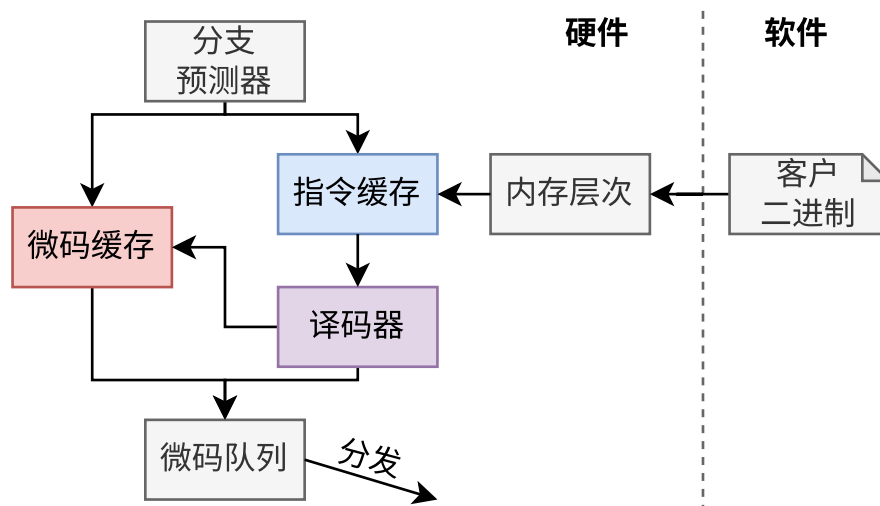 分支
预测器
硬件
软件
指令缓存
内存层次
客户
二进制
微码缓存
译码器
微码队列
分发